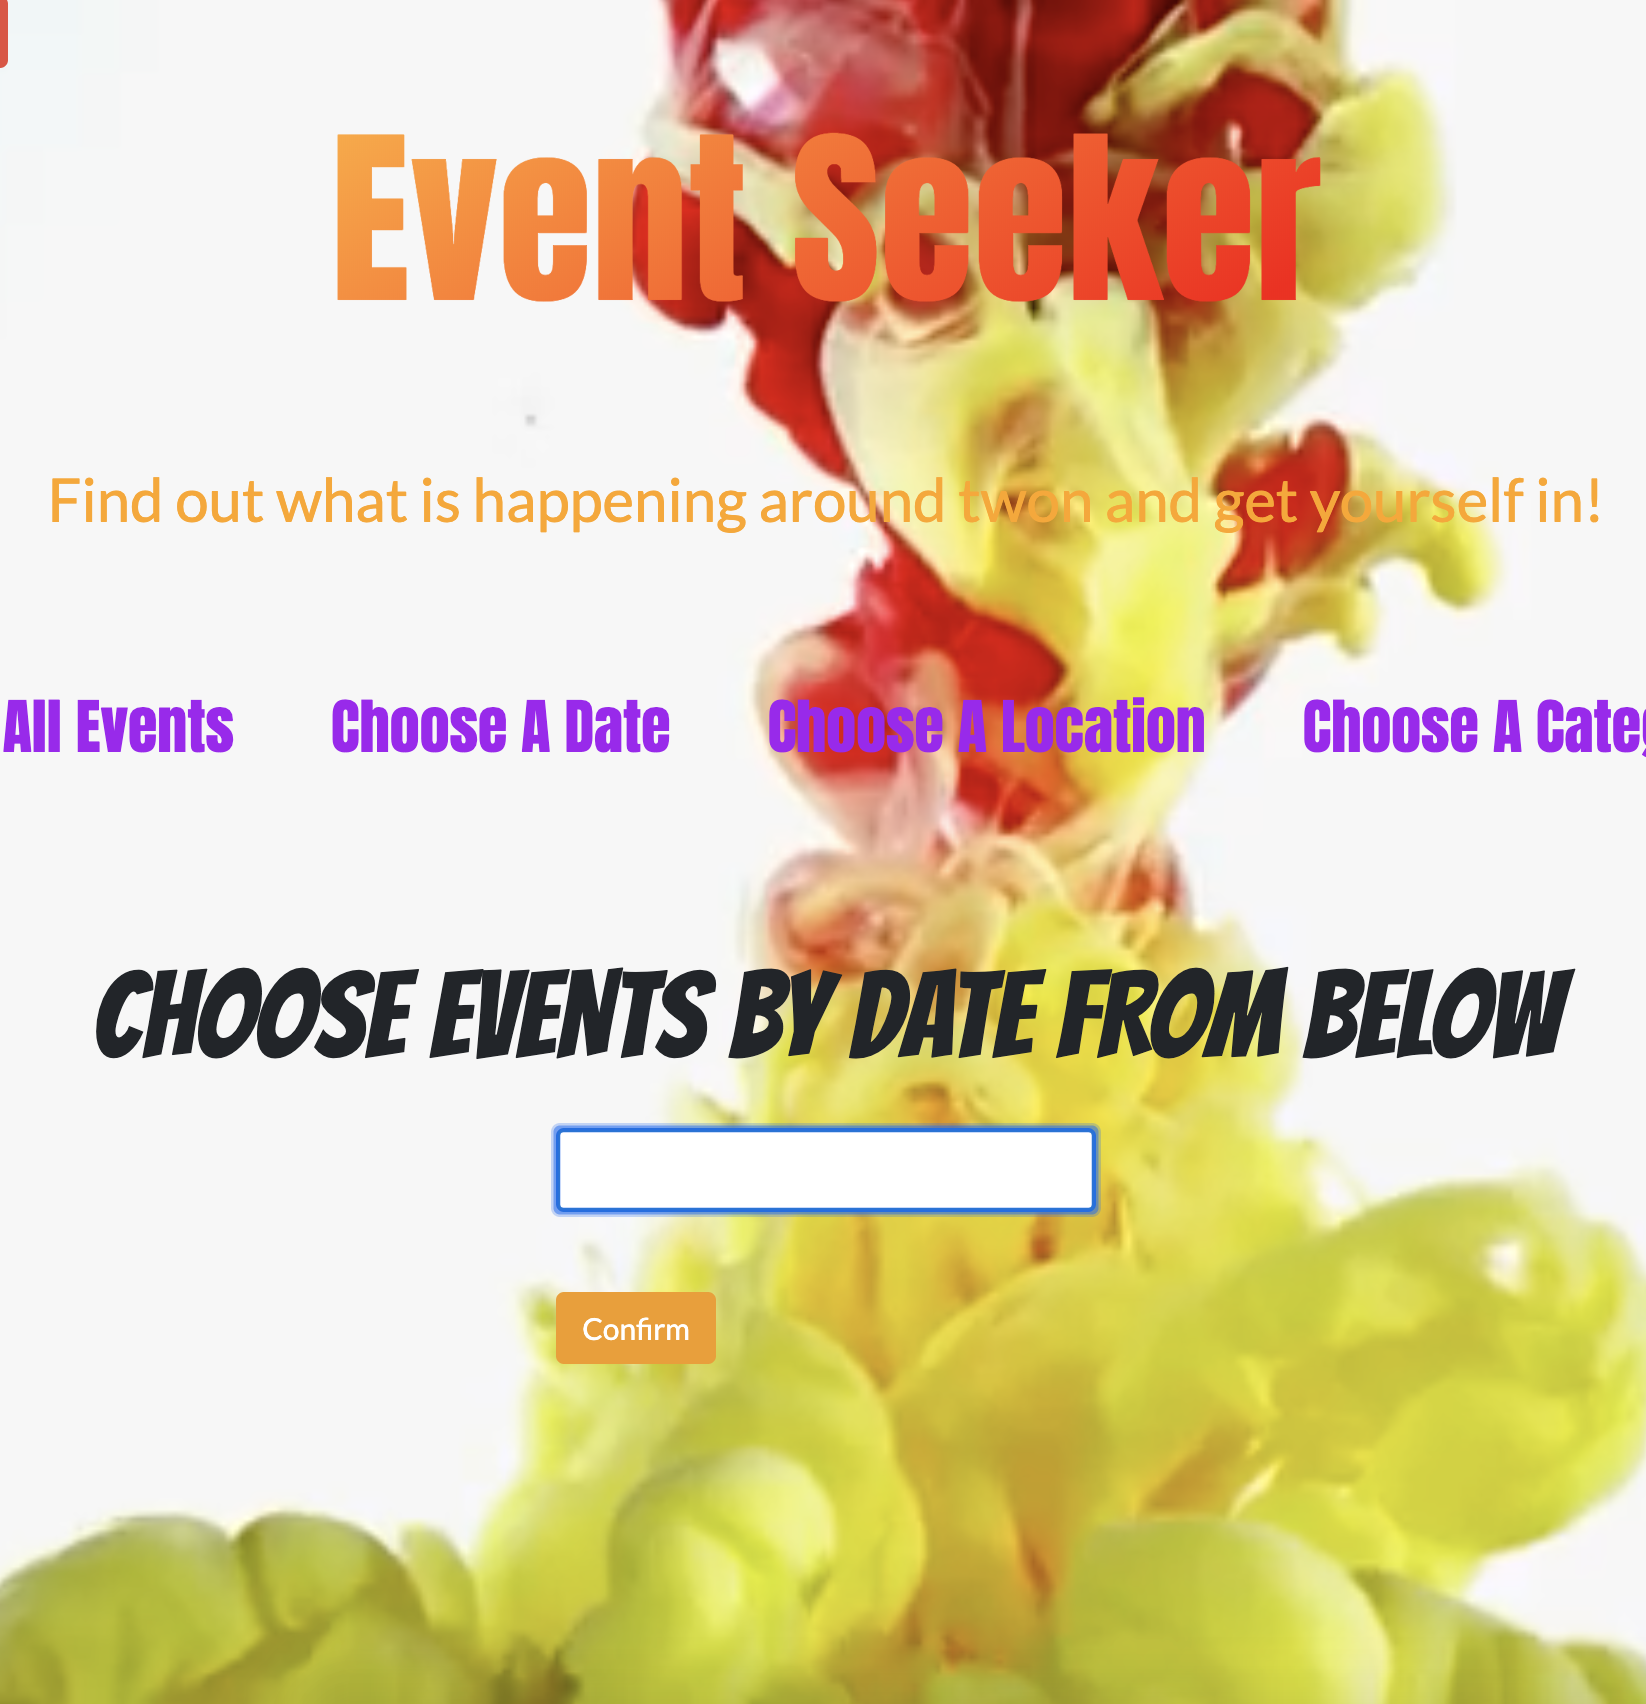 Event Seeker
Find out what is happening around twon and get yourself in!
All Events Choose A Date Choose A Location Choose A
CHOOSE EVENTS BY DATE FROM BELOW
Confirm